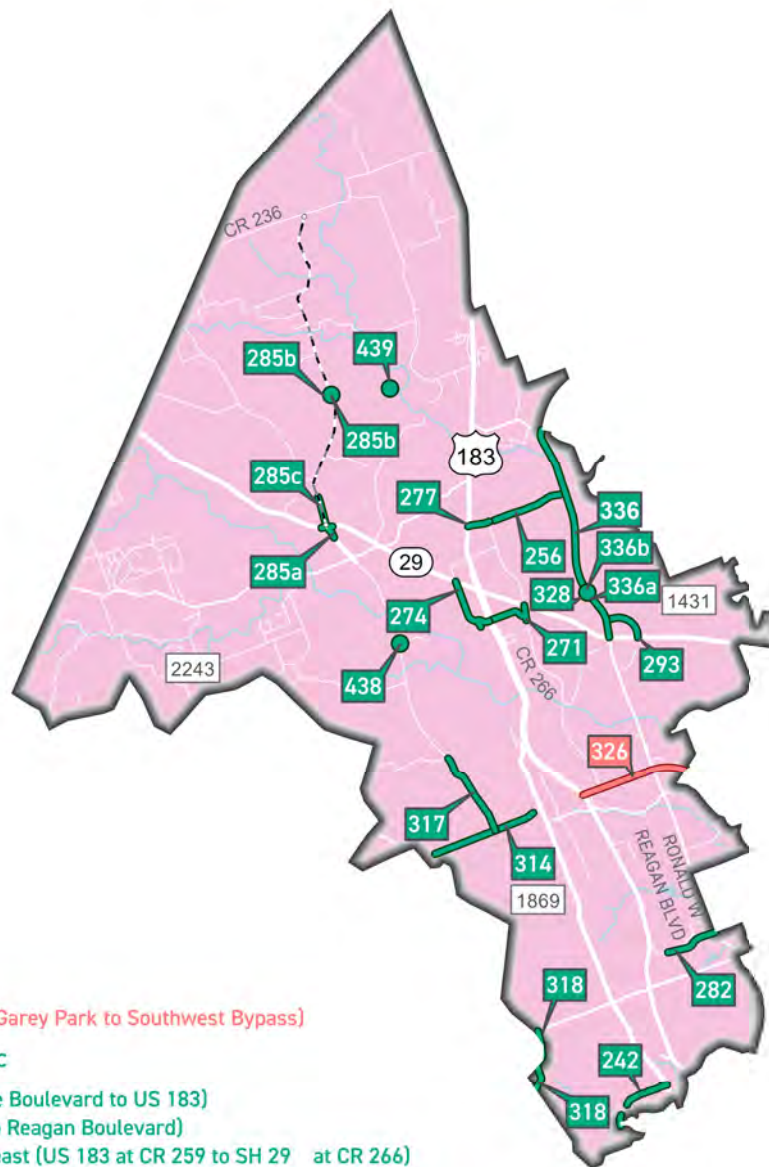 CR 236
439
285b
285b
183
285c
277
336
256
336b
285a
29
328
336a
1431
274
271
293
2243
438
CR 266
326
317
RONALD W
REAGAN BLVD
314
1869
318
282
242
318
Garey Park to Southwest Bypass)
c
e Boulevard to US 183)
Reagan Boulevard)
east (US 183 at CR 259 to SH 29 at CR 266)